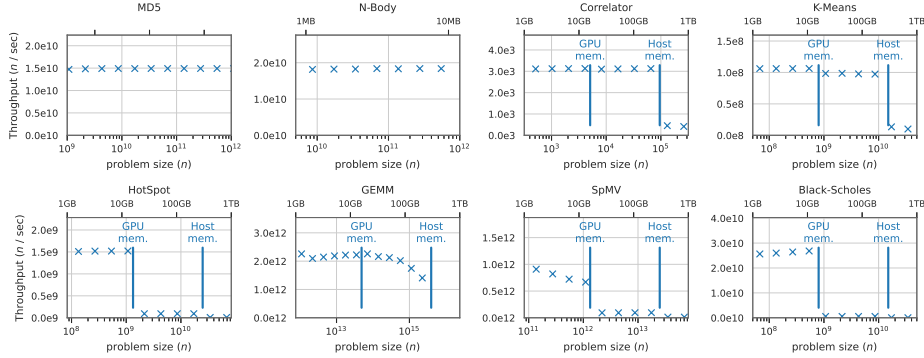 MD5
N-Body
Correlator
K-Means
1MB 10MB
1GB 10GB 100GB 1TB
1GB 10GB 100GB 1TB
Throughput (n / sec)
2.0e10
1.5e10
1.0e10
0.5e10
0.0e10
10^9 10^10 10^11 10^12
problem size (n)
2.0e10
1.0e10
0.0e10
10^10 10^11 10^12
problem size (n)
4.0e3
3.0e3
2.0e3
1.0e3
0.0e3
GPU
mem.
Host
mem.
10^3 10^4 10^5
problem size (n)
1.5e8
1.0e8
0.5e8
0.0e8
GPU
mem.
Host
mem.
10^8 10^9 10^10
problem size (n)
HotSpot
GEMM
SpMV
Black-Scholes
1GB 10GB 100GB 1TB
1GB 10GB 100GB 1TB
1GB 10GB 100GB 1TB
1GB 10GB 100GB 1TB
Throughput (n / sec)
2.0e9
1.5e9
1.0e9
0.5e9
0.0e9
GPU
mem.
Host
mem.
10^8 10^9 10^10
problem size (n)
3.0e12
2.0e12
1.0e12
0.0e12
GPU
mem.
Host
mem.
10^13 10^15
problem size (n)
1.5e12
1.0e12
0.5e12
0.0e12
GPU
mem.
Host
mem.
10^11 10^12 10^13
problem size (n)
4.0e10
3.0e10
2.0e10
1.0e10
0.0e10
GPU
mem.
Host
mem.
10^8 10^9 10^10
problem size (n)